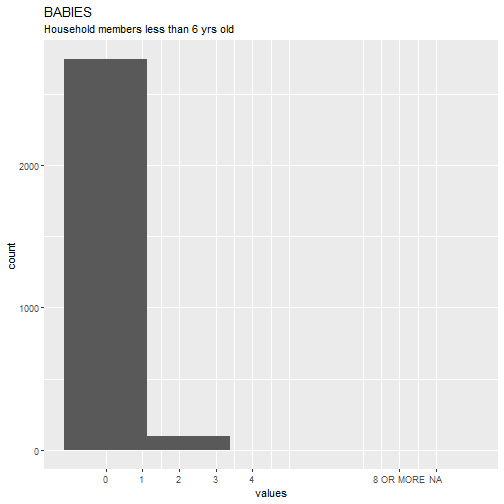 BABIES
Household members less than 6 yrs old
count
2000
1000
0
0 1 2 3 4 8 OR MORE NA
values